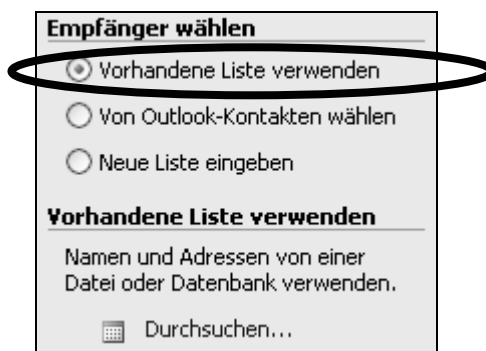 Empfänger wählen
Vorhandene Liste verwenden
Von Outlook-Kontakten wählen
Neue Liste eingeben
Vorhandene Liste verwenden
Namen und Adressen von einer
Datei oder Datenbank verwenden.
Durchsuchen...